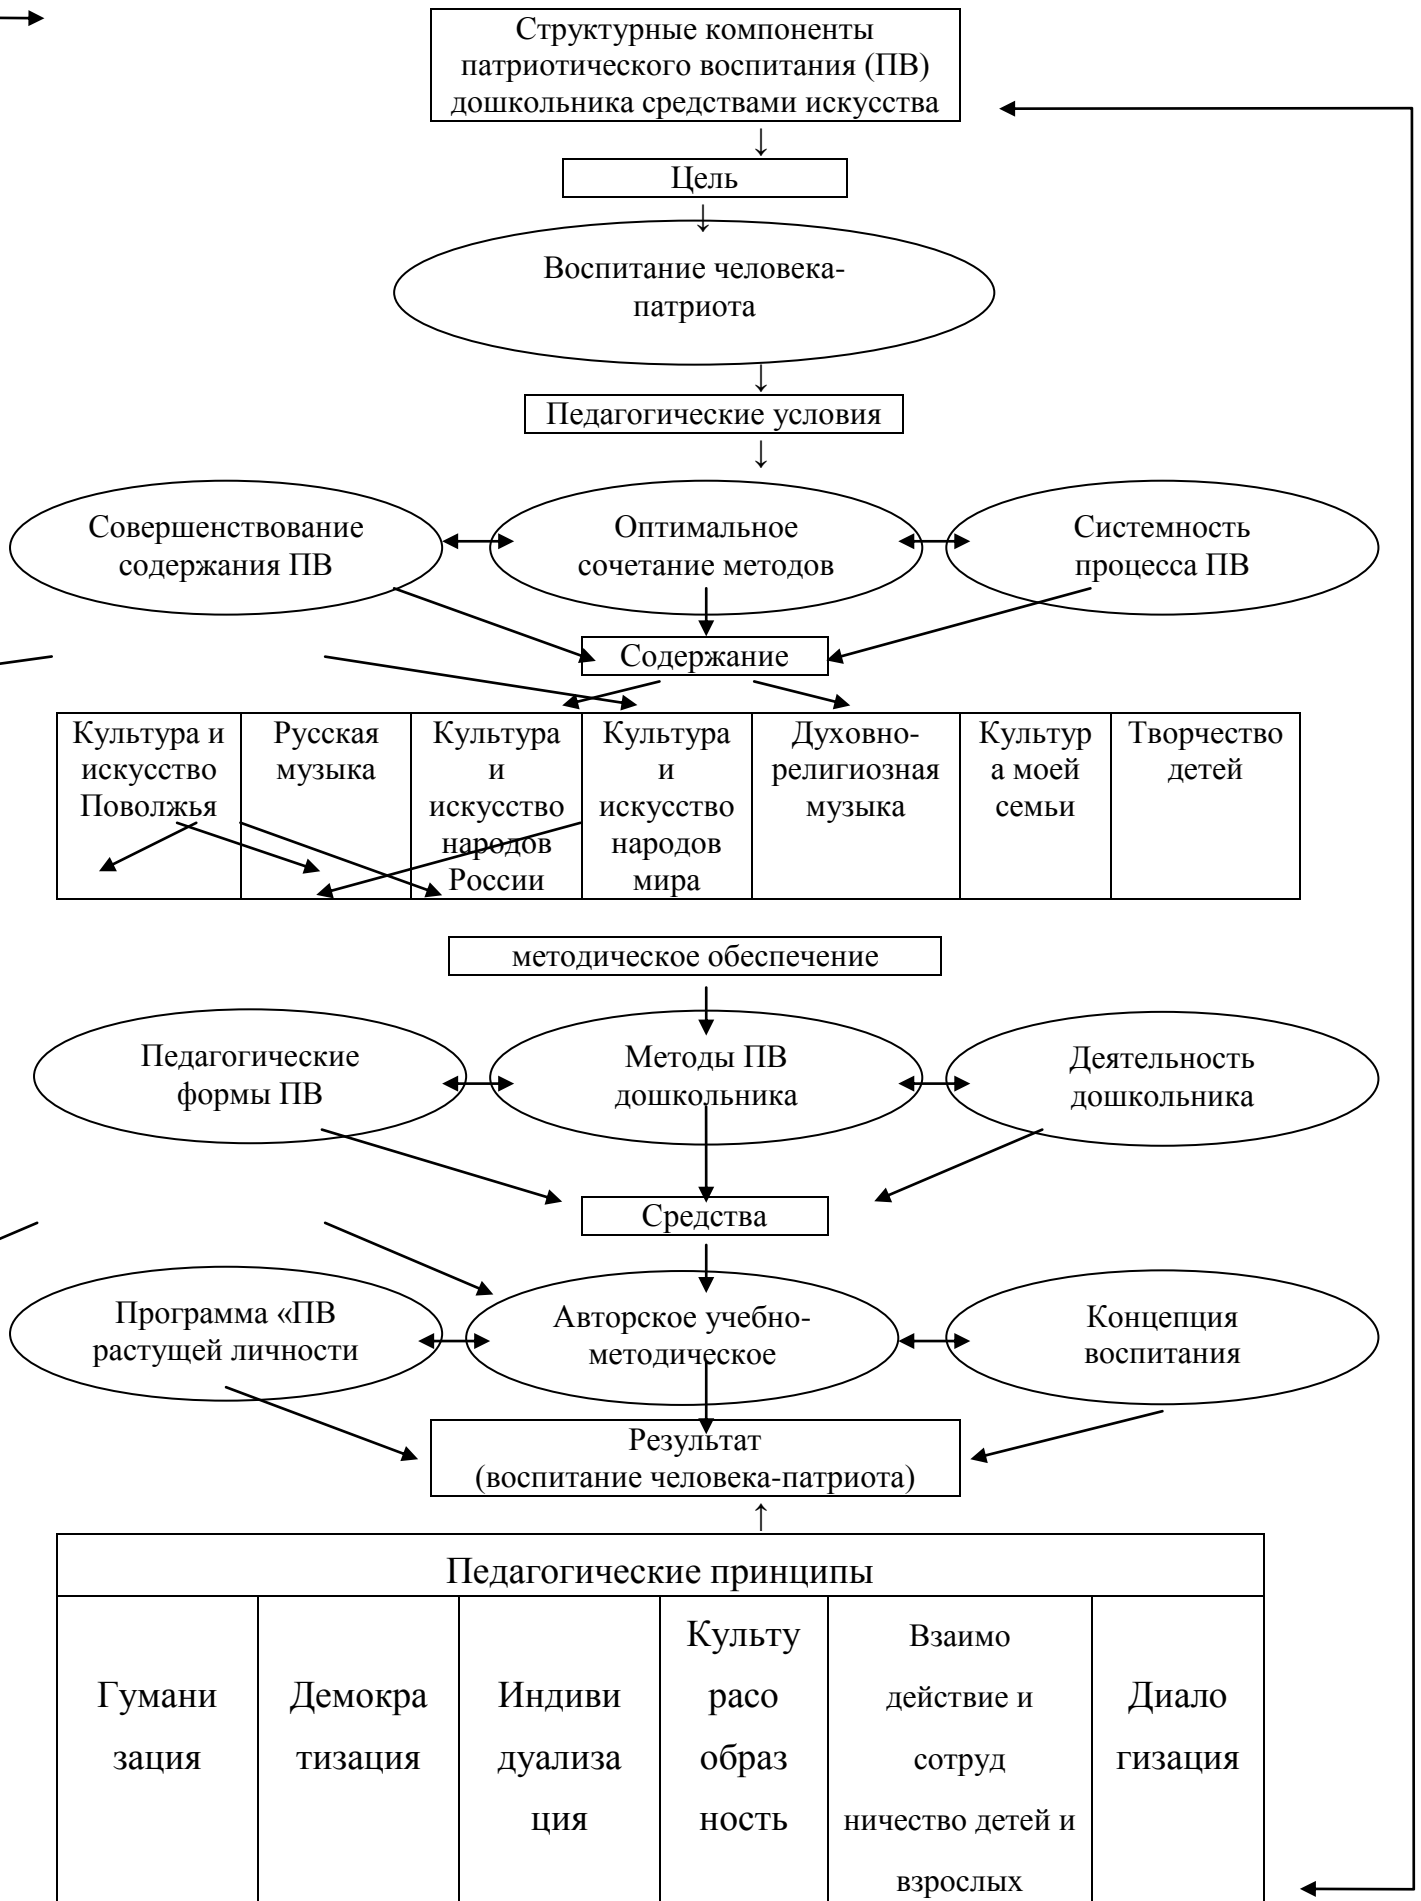 Структурные компоненты
патриотического воспитания (ПВ)
дошкольника средствами искусства
↓
Цель
↓
Воспитание человека-
патриота
↓
Педагогические условия
↓
Совершенствование
содержания ПВ
Оптимальное
сочетание методов
Системность
процесса ПВ
Содержание
Культура и
искусство
Поволжья
Русская
музыка
Культура
и
искусство
народов
России
Культура
и
искусство
народов
мира
Духовно-
религиозная
музыка
Культур
а моей
семьи
Творчество
детей
методическое обеспечение
Педагогические
формы ПВ
Методы ПВ
дошкольника
Деятельность
дошкольника
Средства
Программа «ПВ
растущей личности
Авторское учебно-
методическое
Концепция
воспитания
Результат
(воспитание человека-патриота)
↑
Педагогические принципы
Гумани
зация
Демокра
тизация
Индиви
дуализа
ция
Культу
расо
образ
ность
Взаимо
действие и
сотруд
ничество детей и
взрослых
Диало
гизация